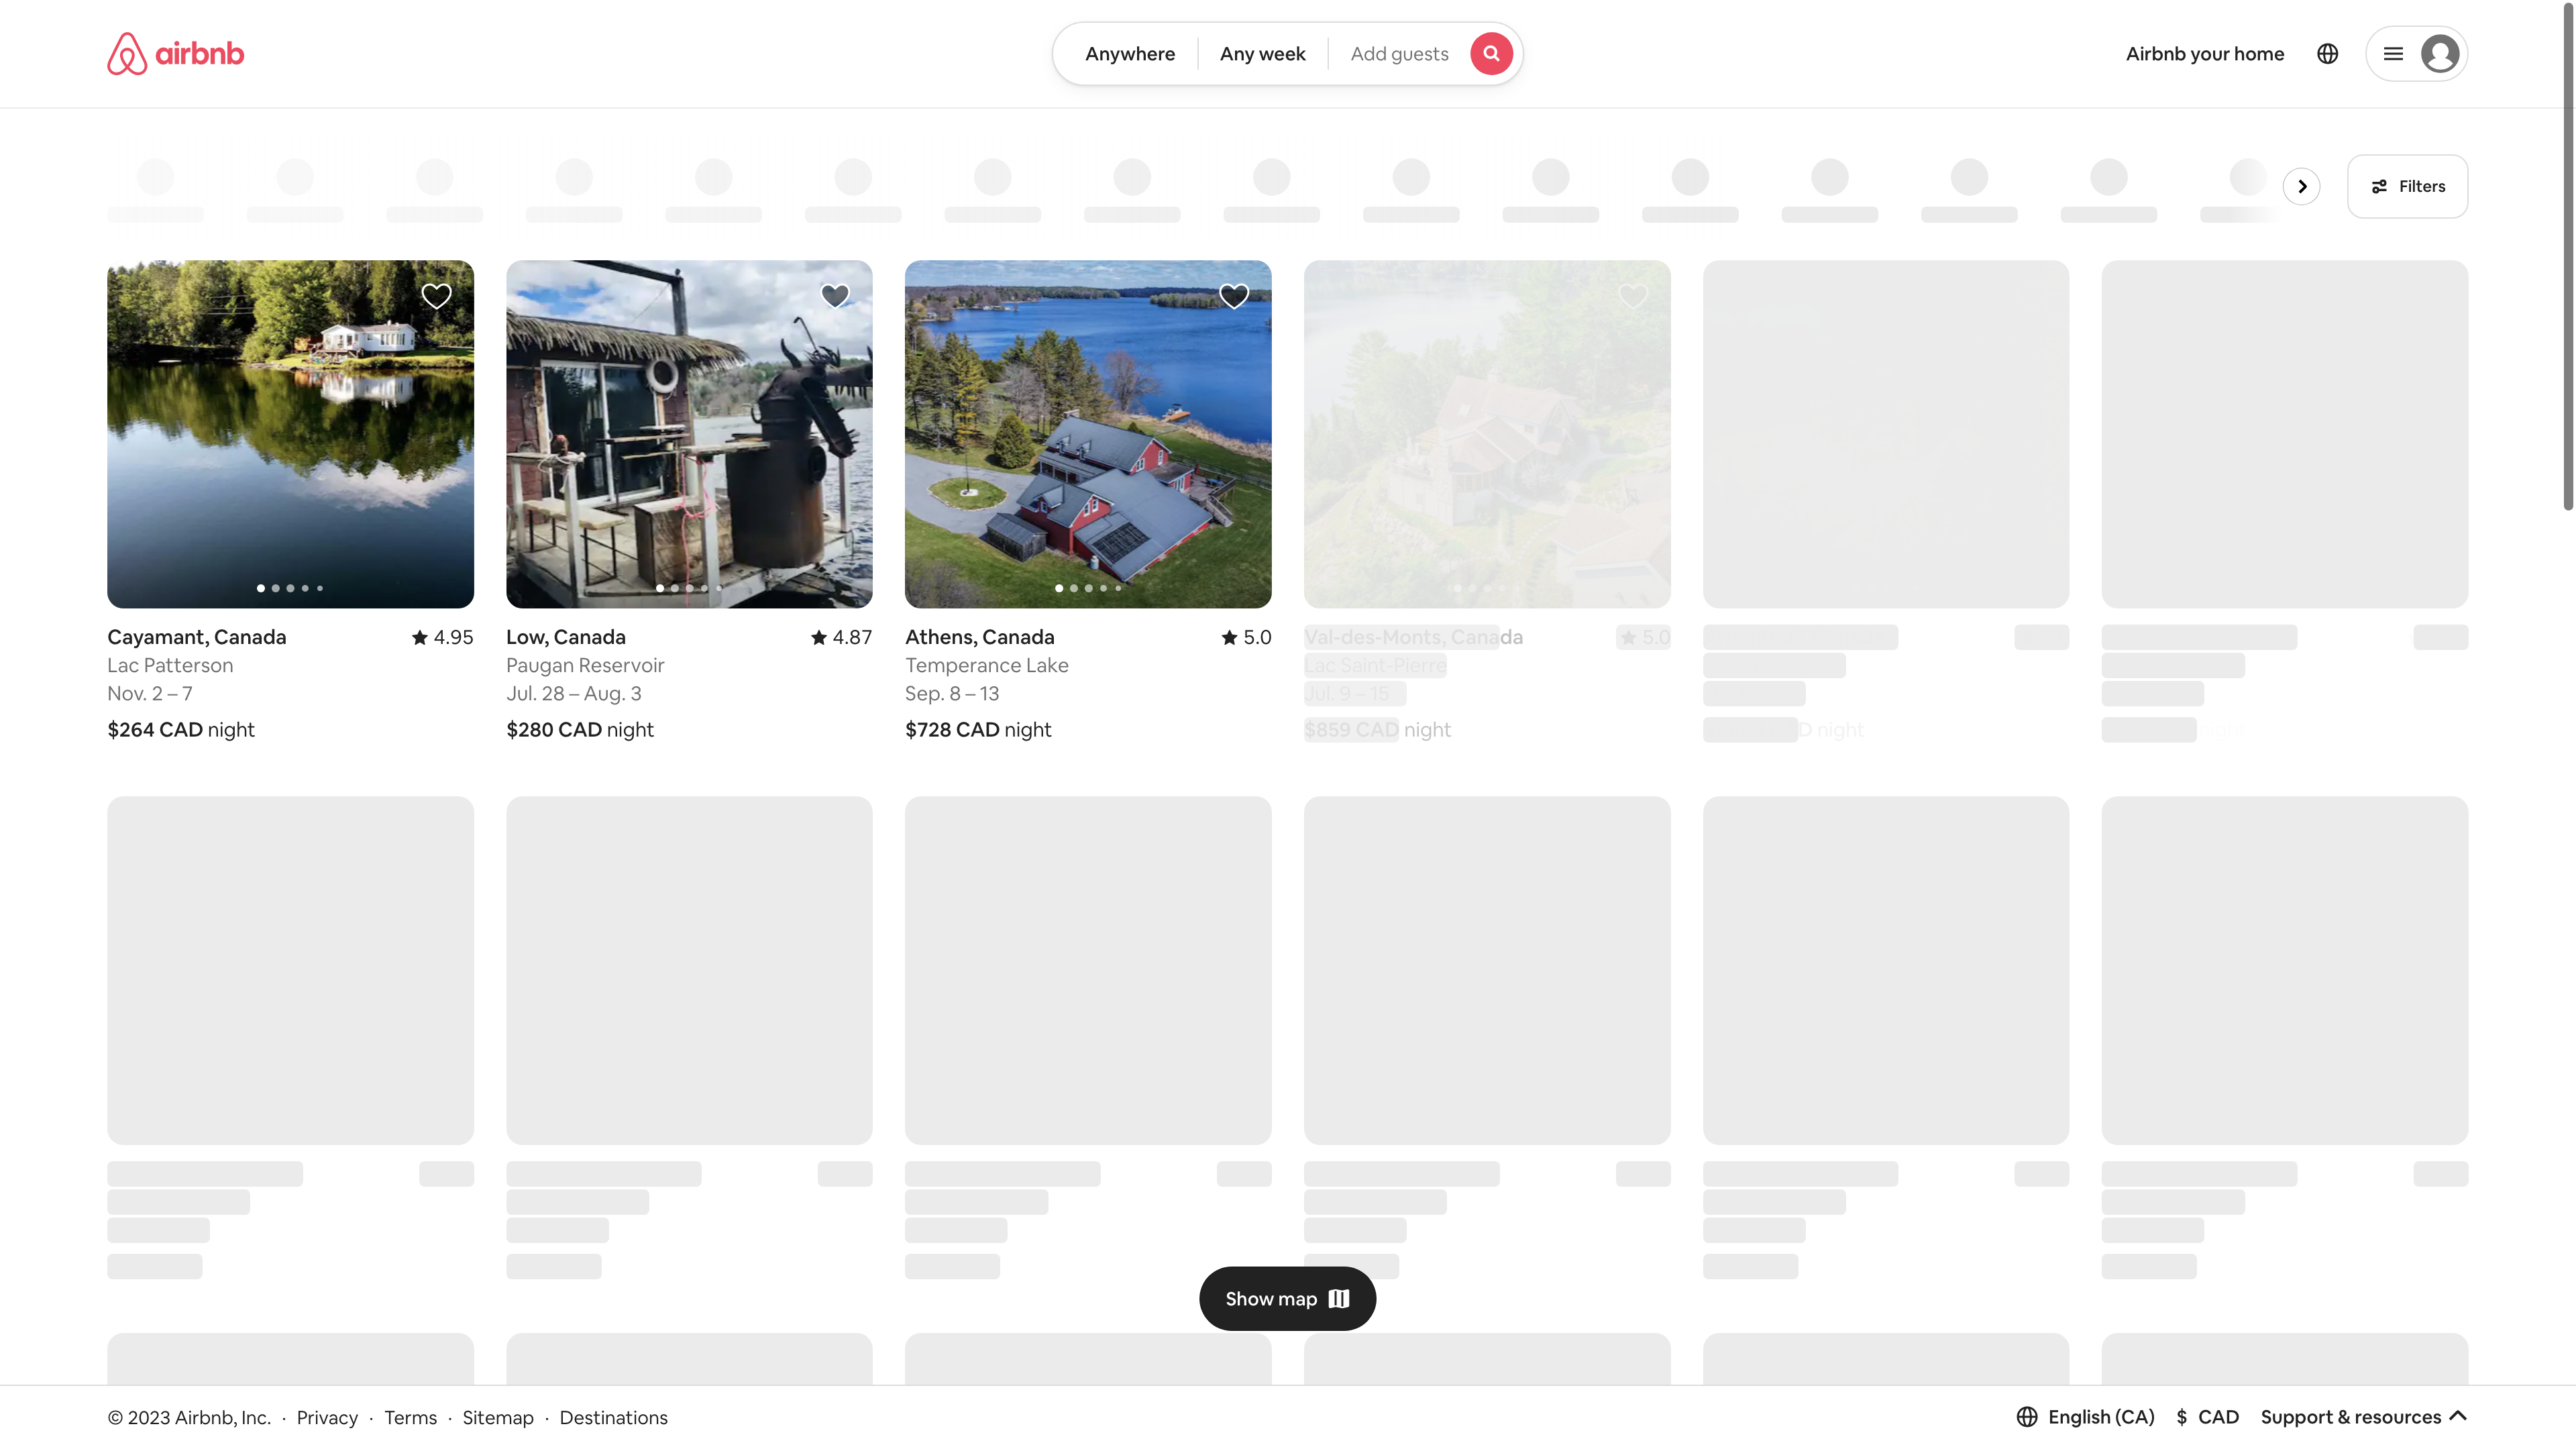 airbnb
Anywhere
Any week
Add guests
Airbnb your home
Filters
Cayamant, Canada
4.95
Lac Patterson
Nov. 2 – 7
$264 CAD night
Low, Canada
4.87
Paugan Reservoir
Jul. 28 – Aug. 3
$280 CAD night
Athens, Canada
5.0
Temperance Lake
Sep. 8 – 13
$728 CAD night
Val-des-Monts, Canada
5.0
Lac Saint-Pierre
Jul. 9 – 15
$859 CAD night
D night
night
Show map
© 2023 Airbnb, Inc. · Privacy · Terms · Sitemap · Destinations
English (CA) $ CAD Support & resources